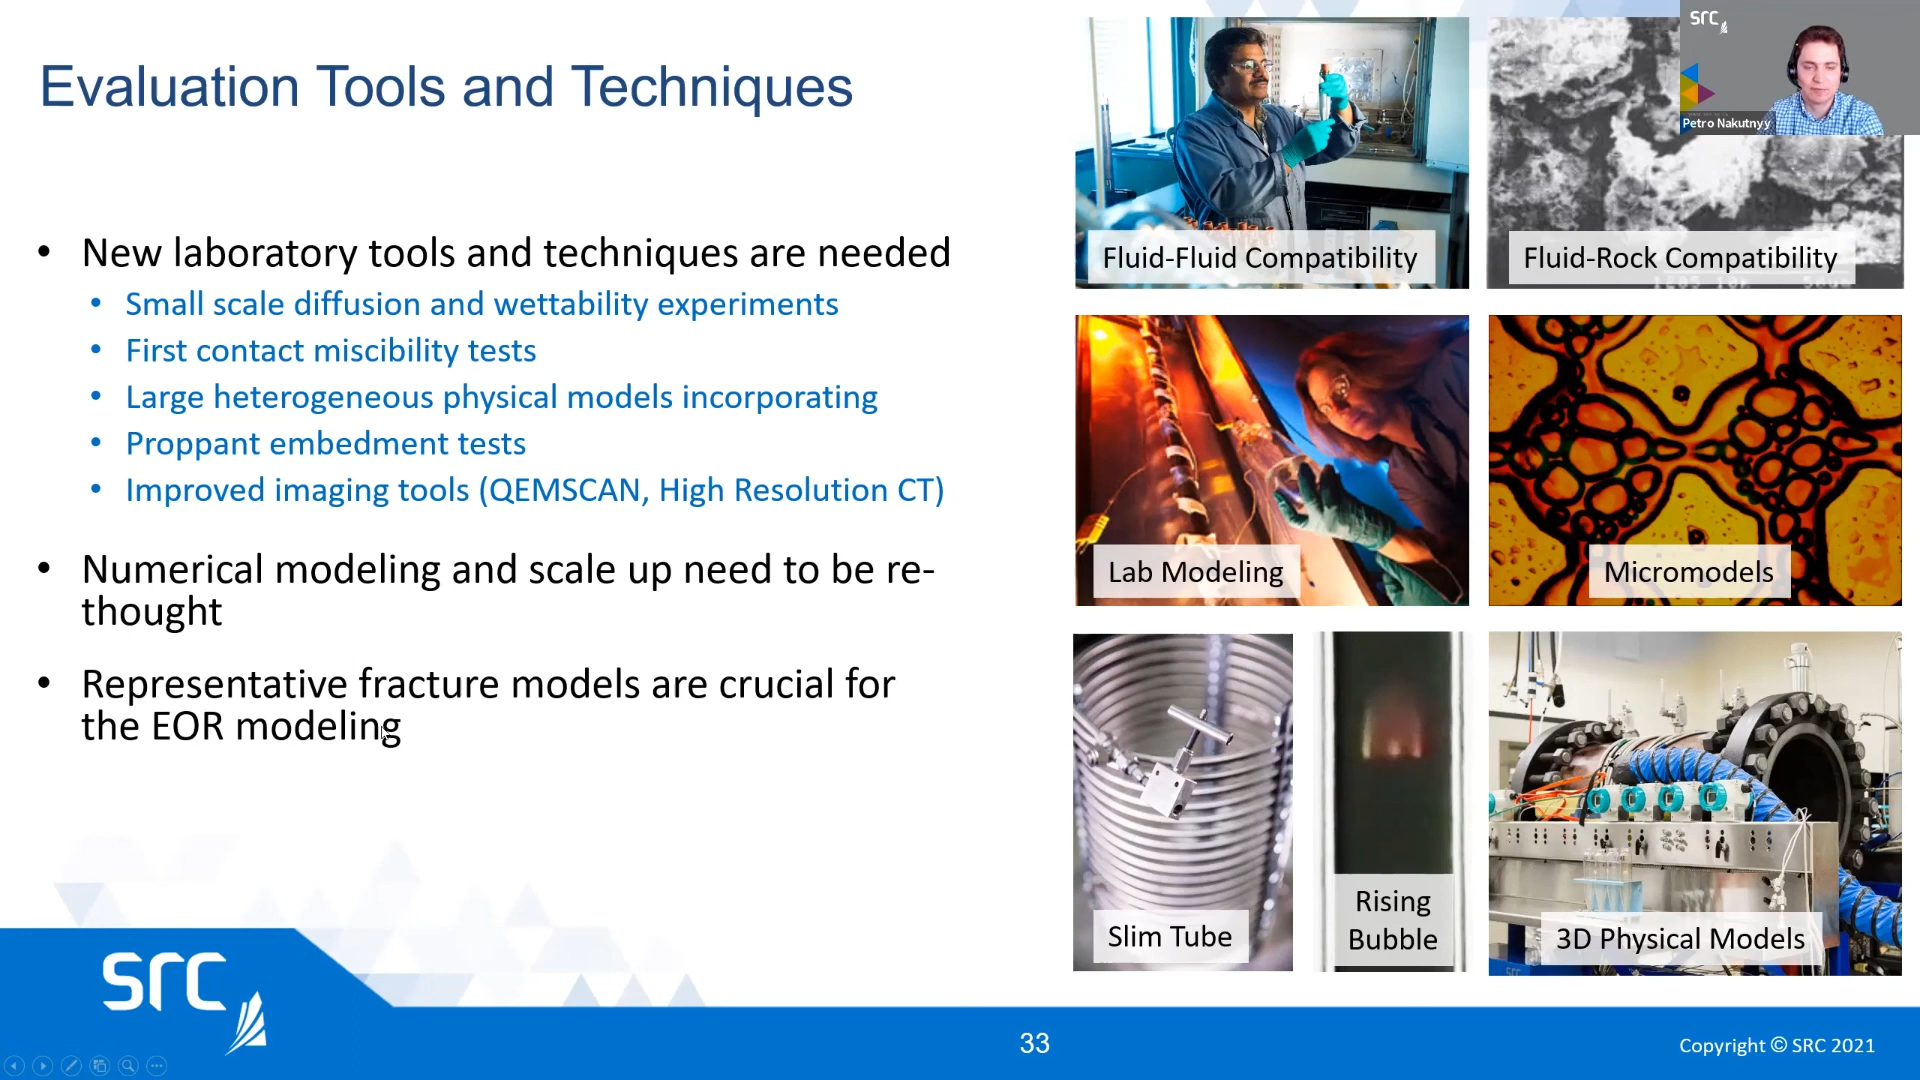 Evaluation Tools and Techniques
• New laboratory tools and techniques are needed
• Small scale diffusion and wettability experiments
• First contact miscibility tests
• Large heterogeneous physical models incorporating
• Proppant embedment tests
• Improved imaging tools (QEMSCAN, High Resolution CT)
• Numerical modeling and scale up need to be re-
thought
• Representative fracture models are crucial for
the EOR modeling
Fluid-Fluid Compatibility
Fluid-Rock Compatibility
src
Petro Nakutnyy
Lab Modeling
Micromodels
Slim Tube
Rising
Bubble
3D Physical Models
src
33
Copyright © SRC 2021